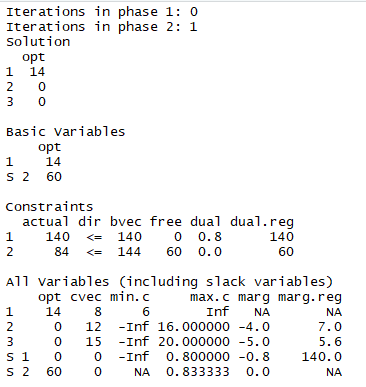 Iterations in phase 1: 0
Iterations in phase 2: 1
Solution
opt
1 14
2 0
3 0
Basic Variables
opt
1 14
S 2 60
Constraints
actual dir bvec free dual dual.reg
1 140 <= 140 0 0.8 140
2 84 <= 144 60 0.0 60
All Variables (including slack variables)
opt cvec min.c max.c marg marg.reg
1 14 8 6 Inf NA NA
2 0 12 -Inf 16.000000 -4.0 7.0
3 0 15 -Inf 20.000000 -5.0 5.6
S 1 0 0 -Inf 0.800000 -0.8 140.0
S 2 60 0 NA 0.833333 0.0 NA